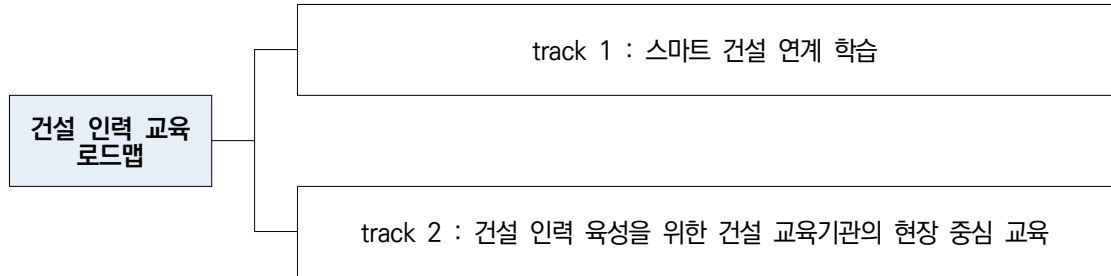 track 1 : 스마트 건설 연계 학습
건설 인력 교육
로드맵
track 2 : 건설 인력 육성을 위한 건설 교육기관의 현장 중심 교육